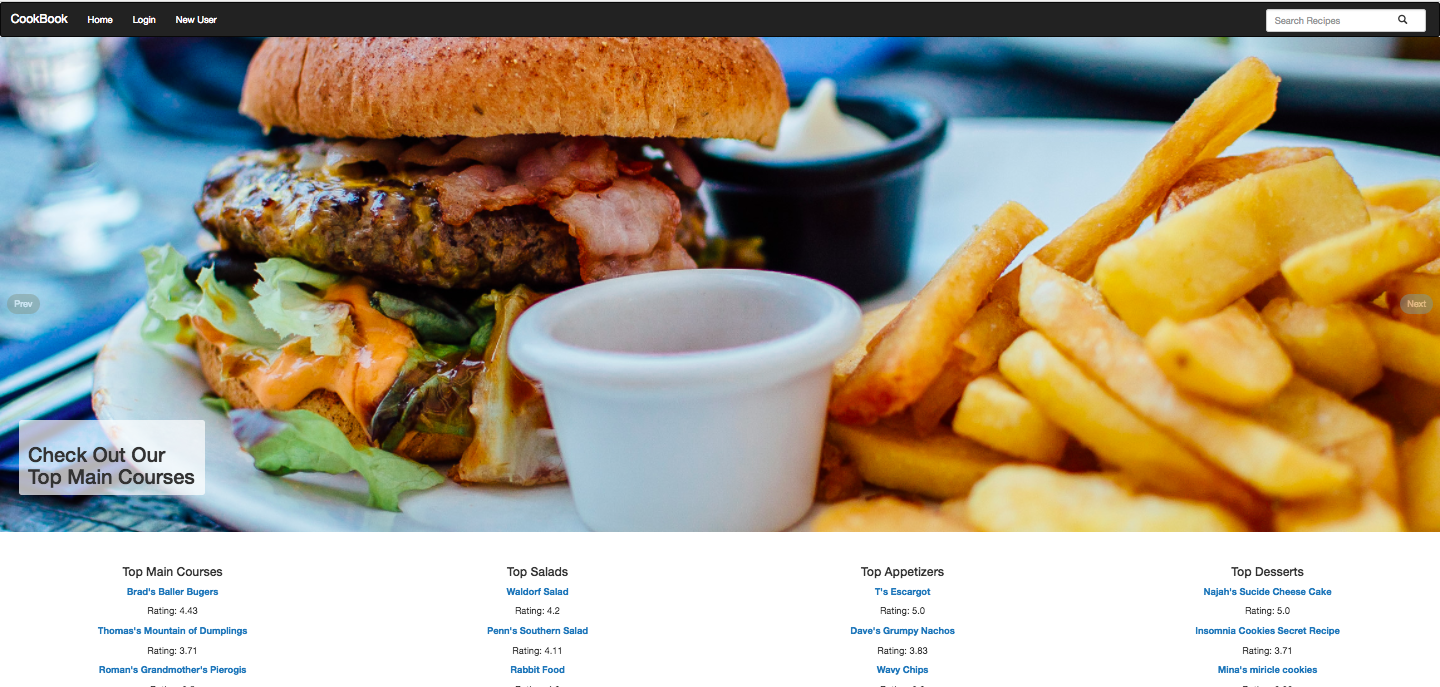 CookBook Home Login New User Search Recipes
Prev
Next
Check Out Our
Top Main Courses
Top Main Courses
Brad's Baller Bugers
Rating: 4.43
Thomas's Mountain of Dumplings
Rating: 3.71
Roman's Grandmother's Pierogis
Top Salads
Waldorf Salad
Rating: 4.2
Penn's Southern Salad
Rating: 4.11
Rabbit Food
Top Appetizers
T's Escargot
Rating: 5.0
Dave's Grumpy Nachos
Rating: 3.83
Wavy Chips
Top Desserts
Najah's Sucide Cheese Cake
Rating: 5.0
Insomnia Cookies Secret Recipe
Rating: 3.71
Mina's miricle cookies